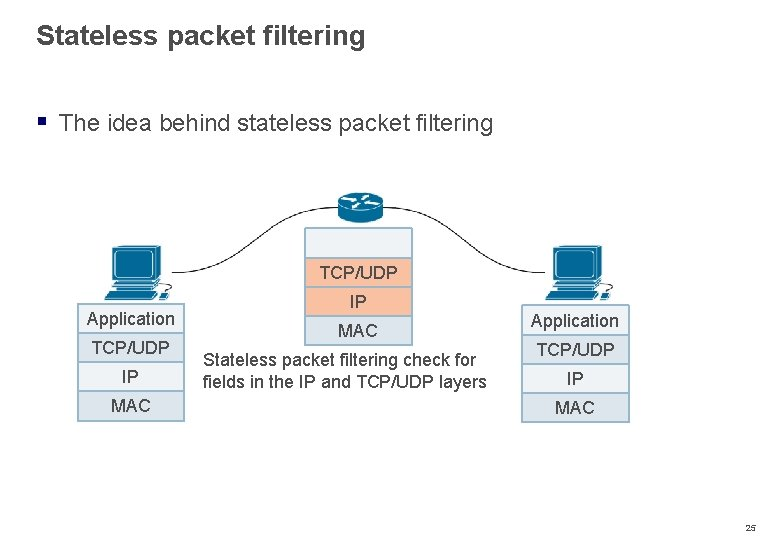 Stateless packet filtering
▪ The idea behind stateless packet filtering
Application
TCP/UDP
IP
MAC
TCP/UDP
IP
MAC
Stateless packet filtering check for
fields in the IP and TCP/UDP layers
Application
TCP/UDP
IP
MAC
25